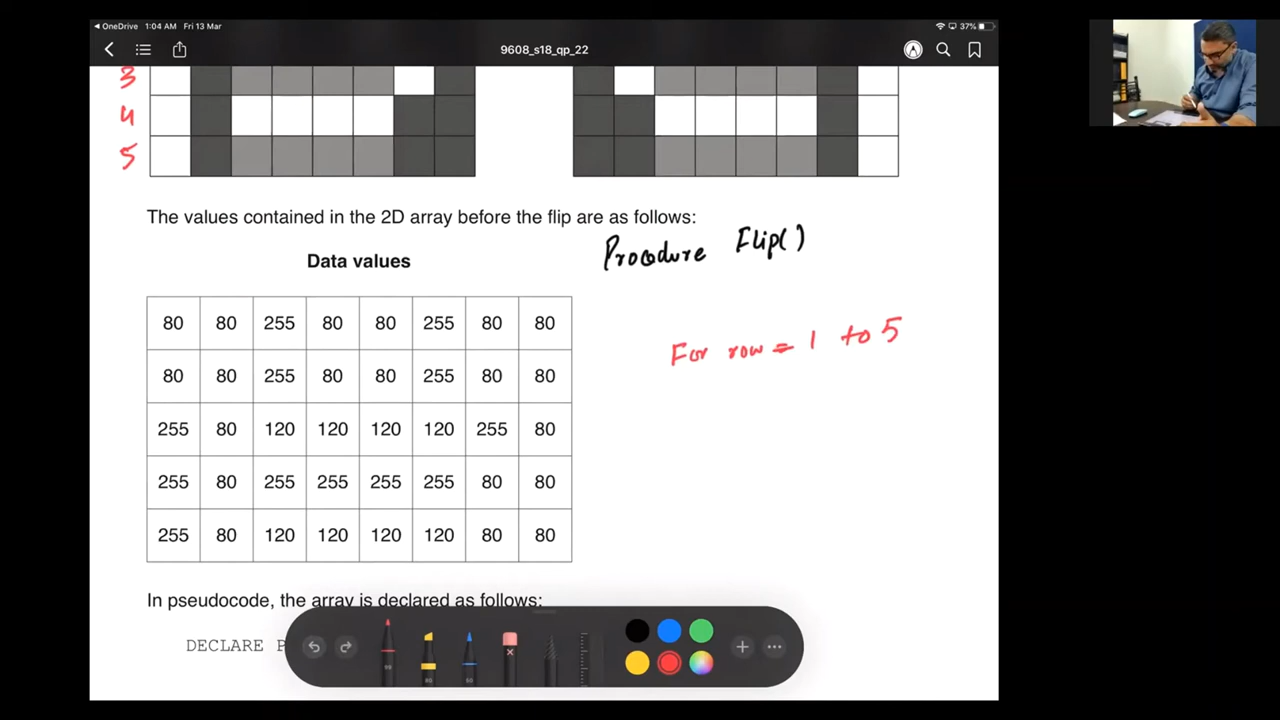 OneDrive 1:04 AM Fri 13 Mar 37%
9608_s18_qp_22
3
4
5
The values contained in the 2D array before the flip are as follows:
Procedure Flip()
Data values
80 80 255 80 80 255 80 80
For row = 1 to 5
80 80 255 80 80 255 80 80
255 80 120 120 120 120 255 80
255 80 255 255 255 255 80 80
255 80 120 120 120 120 80 80
In pseudocode, the array is declared as follows:
DECLARE P